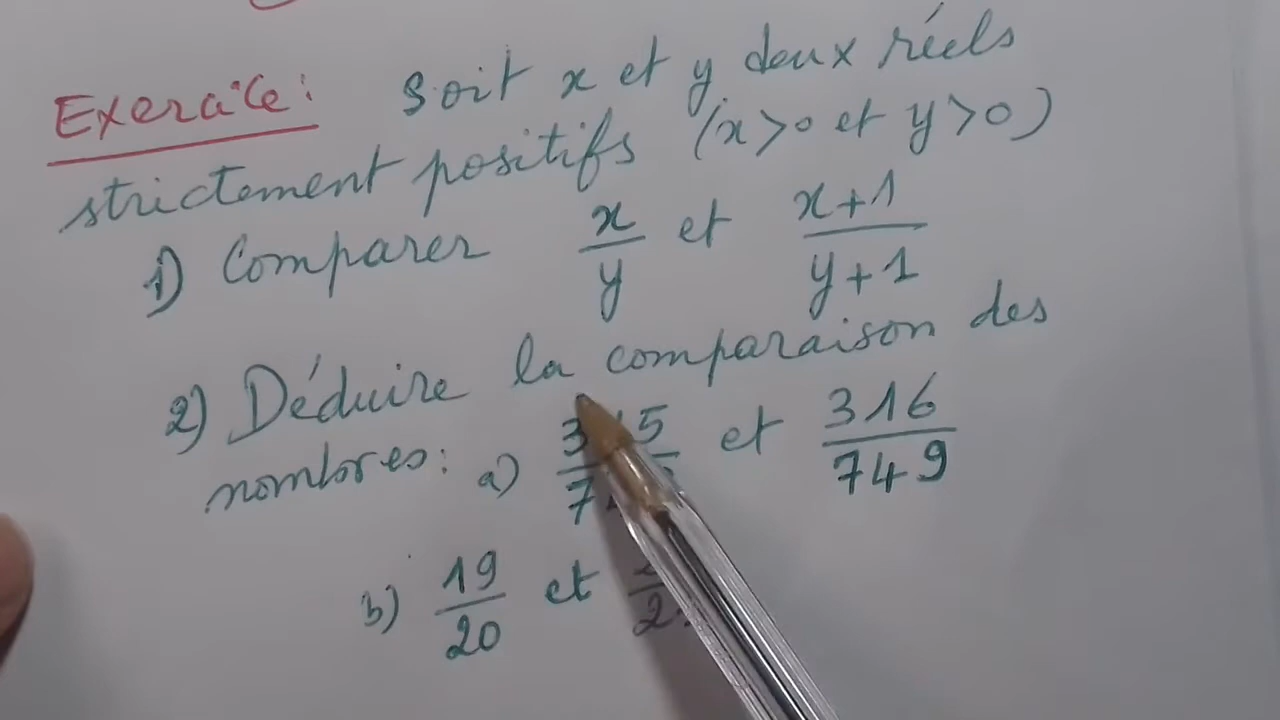 Exercice: Soit x et y deux réels
strictement positifs (x>0 et y>0)
1) Comparer x/y et x+1/y+1
2) Déduire la comparaison des
nombres: a) et 316/749
b) 19/20 et